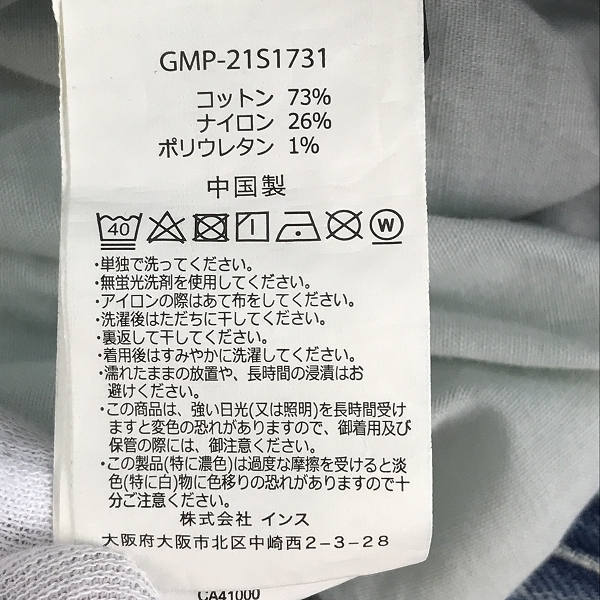 GMP-21S1731
コットン 73%
ナイロン 26%
ポリウレタン 1%
中国製
40 W
・単独で洗ってください。
・無蛍光洗剤を使用してください。
・アイロンの際はあて布をしてください。
・洗濯後はただちに干してください。
・裏返して干してください。
・着用後はすみやかに洗濯してください。
・濡れたままの放置や、長時間の浸漬はお
避けください。
・この商品は、強い日光(又は照明)を長時間受け
ますと変色の恐れがありますので、御着用及び
保管の際には、御注意ください。
・この製品(特に濃色)は過度な摩擦を受けると淡
色(特に白)物に色移りの恐れがありますので十
分ご注意ください。
株式会社 インス
大阪府大阪市北区中崎西2-3-28
CA41000